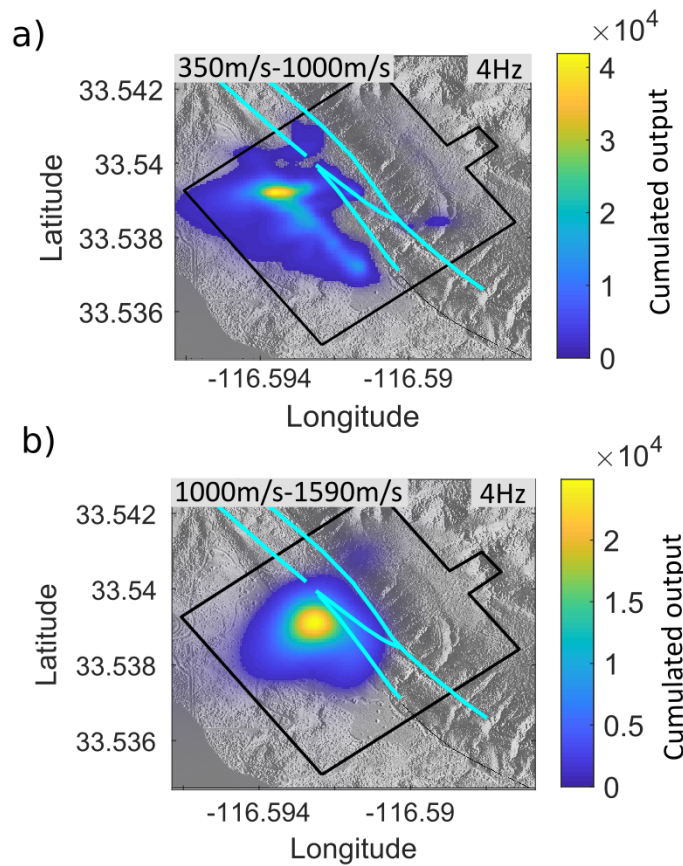 a)
350m/s-1000m/s 4Hz
×10⁴
33.542
33.54
33.538
33.536
Latitude
-116.594 -116.59
Longitude
4
3
2
1
0
Cumulated output
b)
1000m/s-1590m/s 4Hz
×10⁴
33.542
33.54
33.538
33.536
Latitude
-116.594 -116.59
Longitude
2
1.5
1
0.5
0
Cumulated output